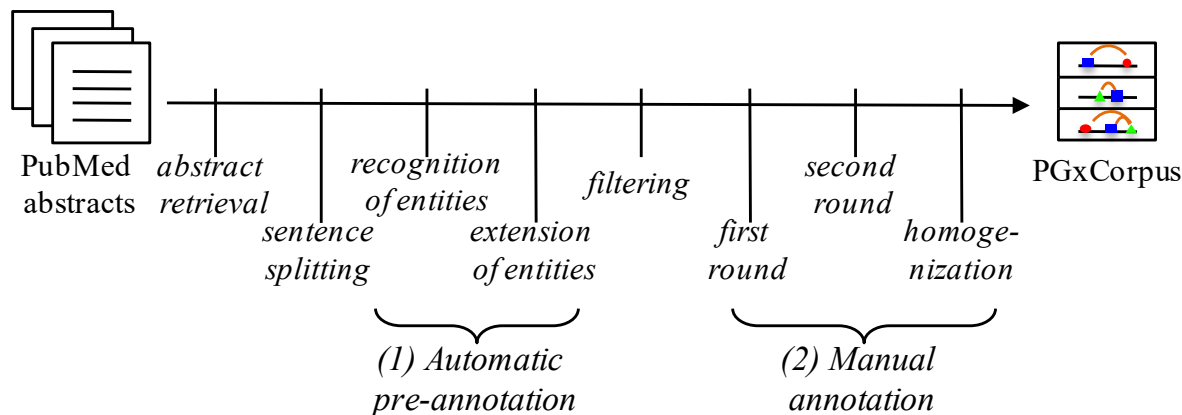 PubMed
abstracts
abstract
retrieval
sentence
splitting
recognition
of entities
extension
of entities
filtering
first
round
second
round
homoge-
nization
PGxCorpus
(1) Automatic
pre-annotation
(2) Manual
annotation